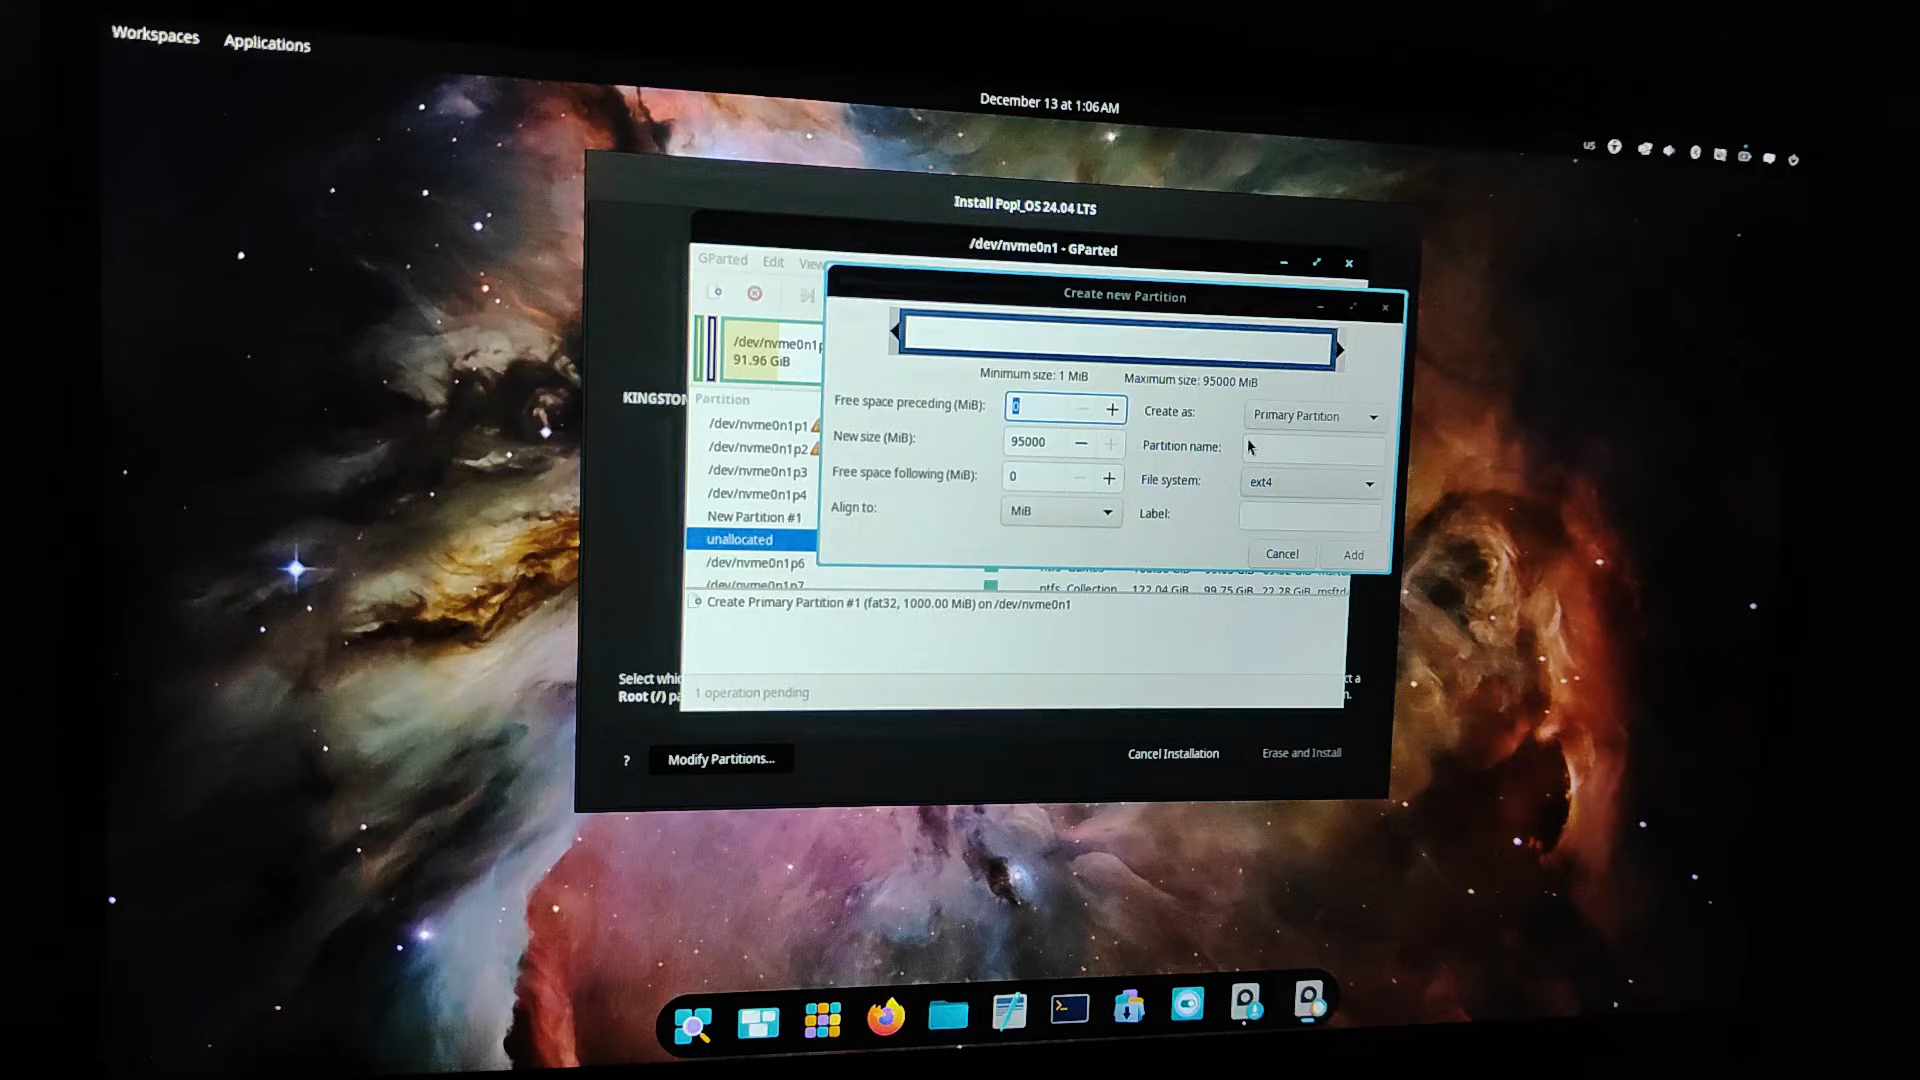 Workspaces Applications
December 13 at 1:06 AM
us
Install Pop!_OS 24.04 LTS
/dev/nvme0n1 - GParted
GParted Edit View
Create new Partition
/dev/nvme0n1p
91.96 GiB
Minimum size: 1 MiB Maximum size: 95000 MiB
KINGSTON
Partition
Free space preceding (MiB): 0 Create as: Primary Partition
/dev/nvme0n1p1
New size (MiB): 95000 Partition name:
/dev/nvme0n1p2
Free space following (MiB): 0 File system: ext4
/dev/nvme0n1p3
/dev/nvme0n1p4
Align to: MiB Label:
New Partition #1
unallocated
Cancel Add
/dev/nvme0n1p6
/dev/nvme0n1p7 ntfs Collection 122.04 GiB 99.75 GiB 22.28 GiB msftd
Create Primary Partition #1 (fat32, 1000.00 MiB) on /dev/nvme0n1
Select whic ct a
Root (/) pa n.
1 operation pending
? Modify Partitions... Cancel Installation Erase and Install